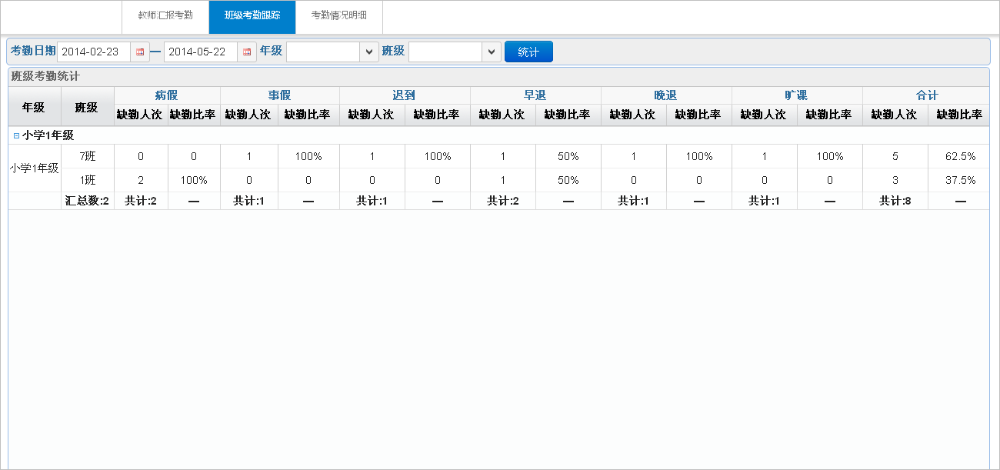 教师汇报考勤 班级考勤跟踪 考勤情况明细
考勤日期 2014-02-23 — 2014-05-22 年级 班级 统计
班级考勤统计
年级 班级 病假 事假 迟到 早退 晚退 旷课 合计
缺勤人次 缺勤比率 缺勤人次 缺勤比率 缺勤人次 缺勤比率 缺勤人次 缺勤比率 缺勤人次 缺勤比率 缺勤人次 缺勤比率 缺勤人次 缺勤比率
小学1年级
小学1年级 7班 0 0 1 100% 1 100% 1 50% 1 100% 1 100% 5 62.5%
1班 2 100% 0 0 0 0 1 50% 0 0 0 0 3 37.5%
汇总数:2 共计:2 — 共计:1 — 共计:1 — 共计:2 — 共计:1 — 共计:1 — 共计:8 —